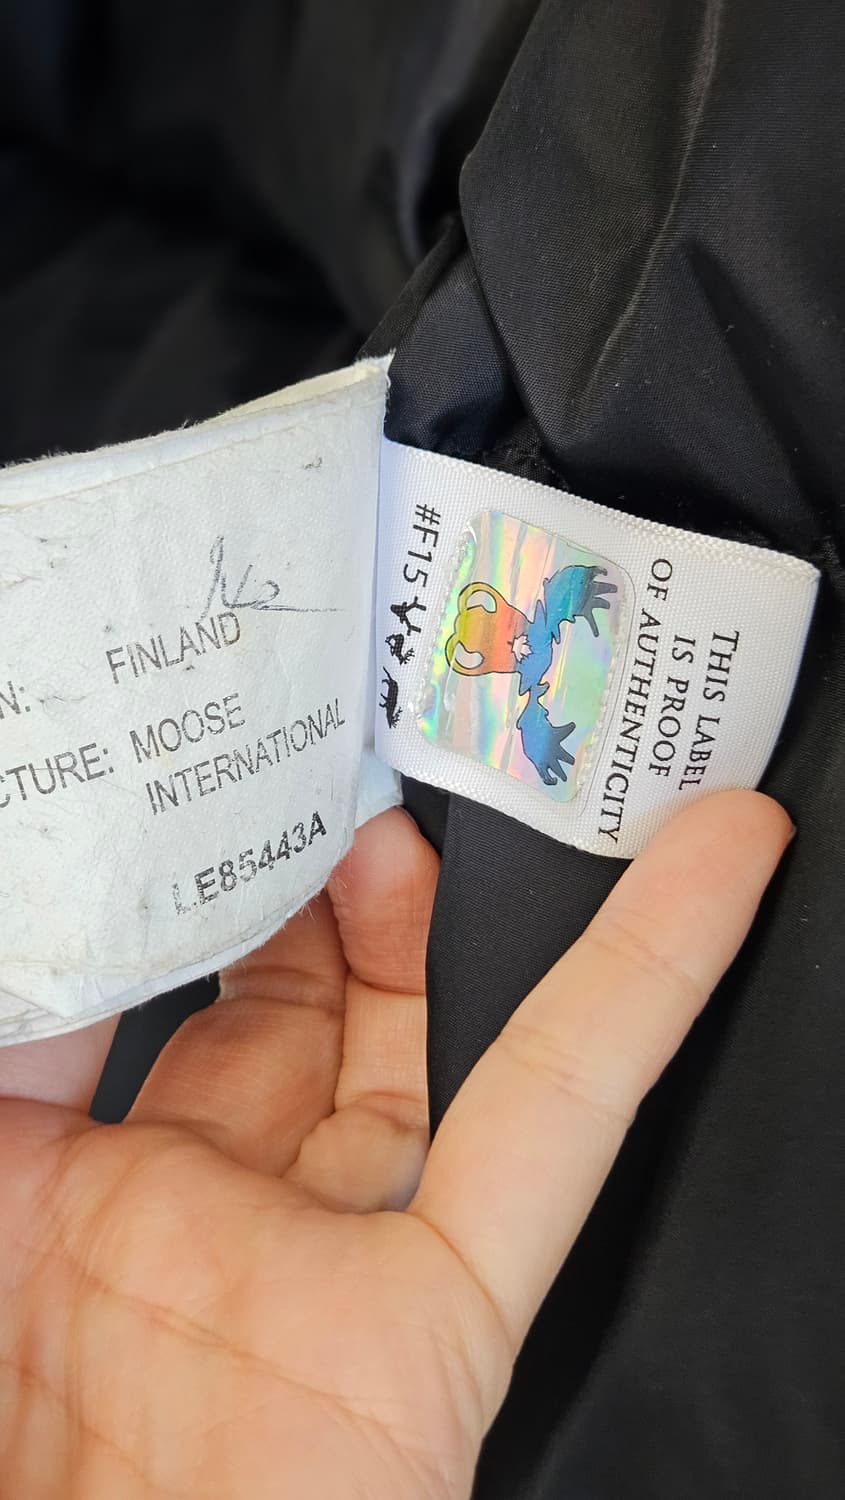 N: FINLAND
CTURE: MOOSE
INTERNATIONAL
LE85443A
#F15
THIS LABEL
IS PROOF
OF AUTHENTICITY